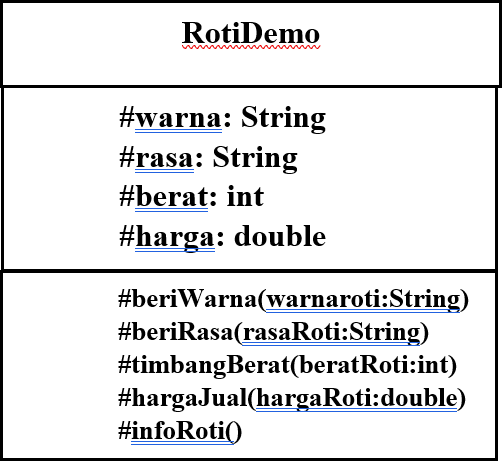 RotiDemo
#warna: String
#rasa: String
#berat: int
#harga: double
#beriWarna(warnaroti:String)
#beriRasa(rasaRoti:String)
#timbangBerat(beratRoti:int)
#hargaJual(hargaRoti:double)
#infoRoti()